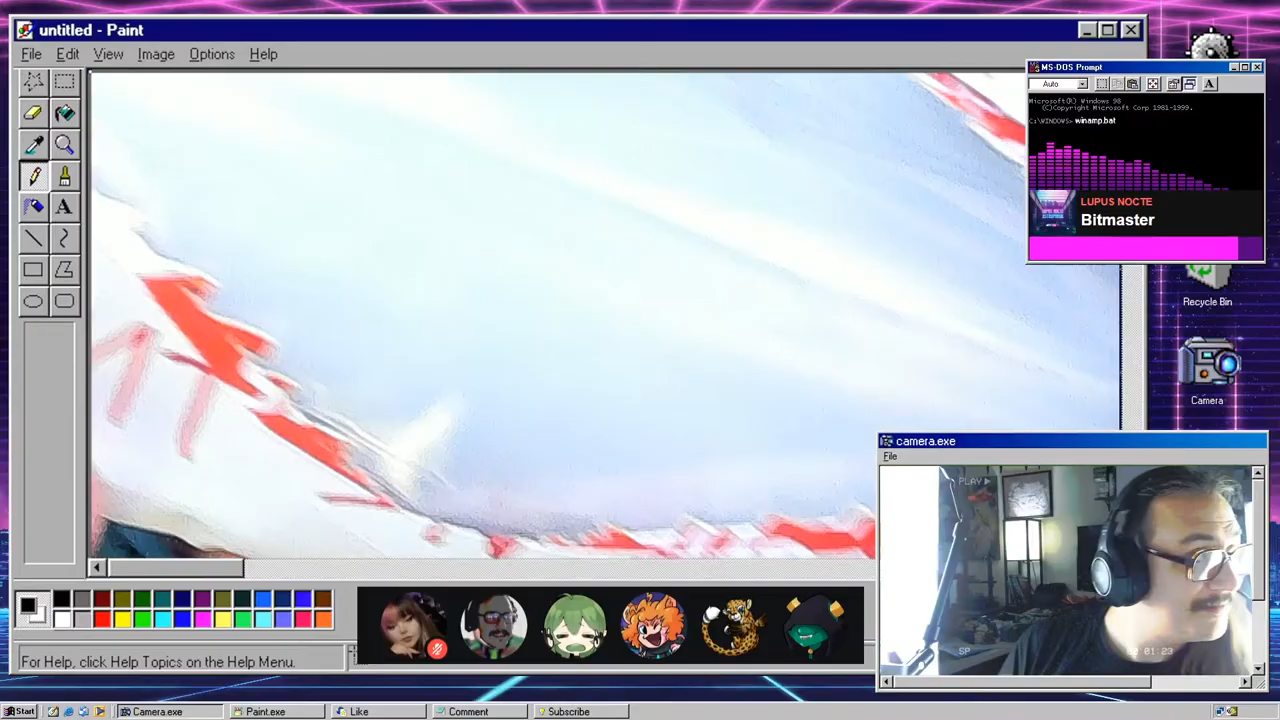 untitled - Paint
File Edit View Image Options Help
MS-DOS Prompt
Auto
Microsoft(R) Windows 98
(C)Copyright Microsoft Corp 1981-1999.
C:\WINDOWS> winamp.bat
LUPUS NOCTE
Bitmaster
Recycle Bin
Camera
camera.exe
File
PLAY
SP
For Help, click Help Topics on the Help Menu.
Start Camera.exe Paint.exe Like Comment Subscribe